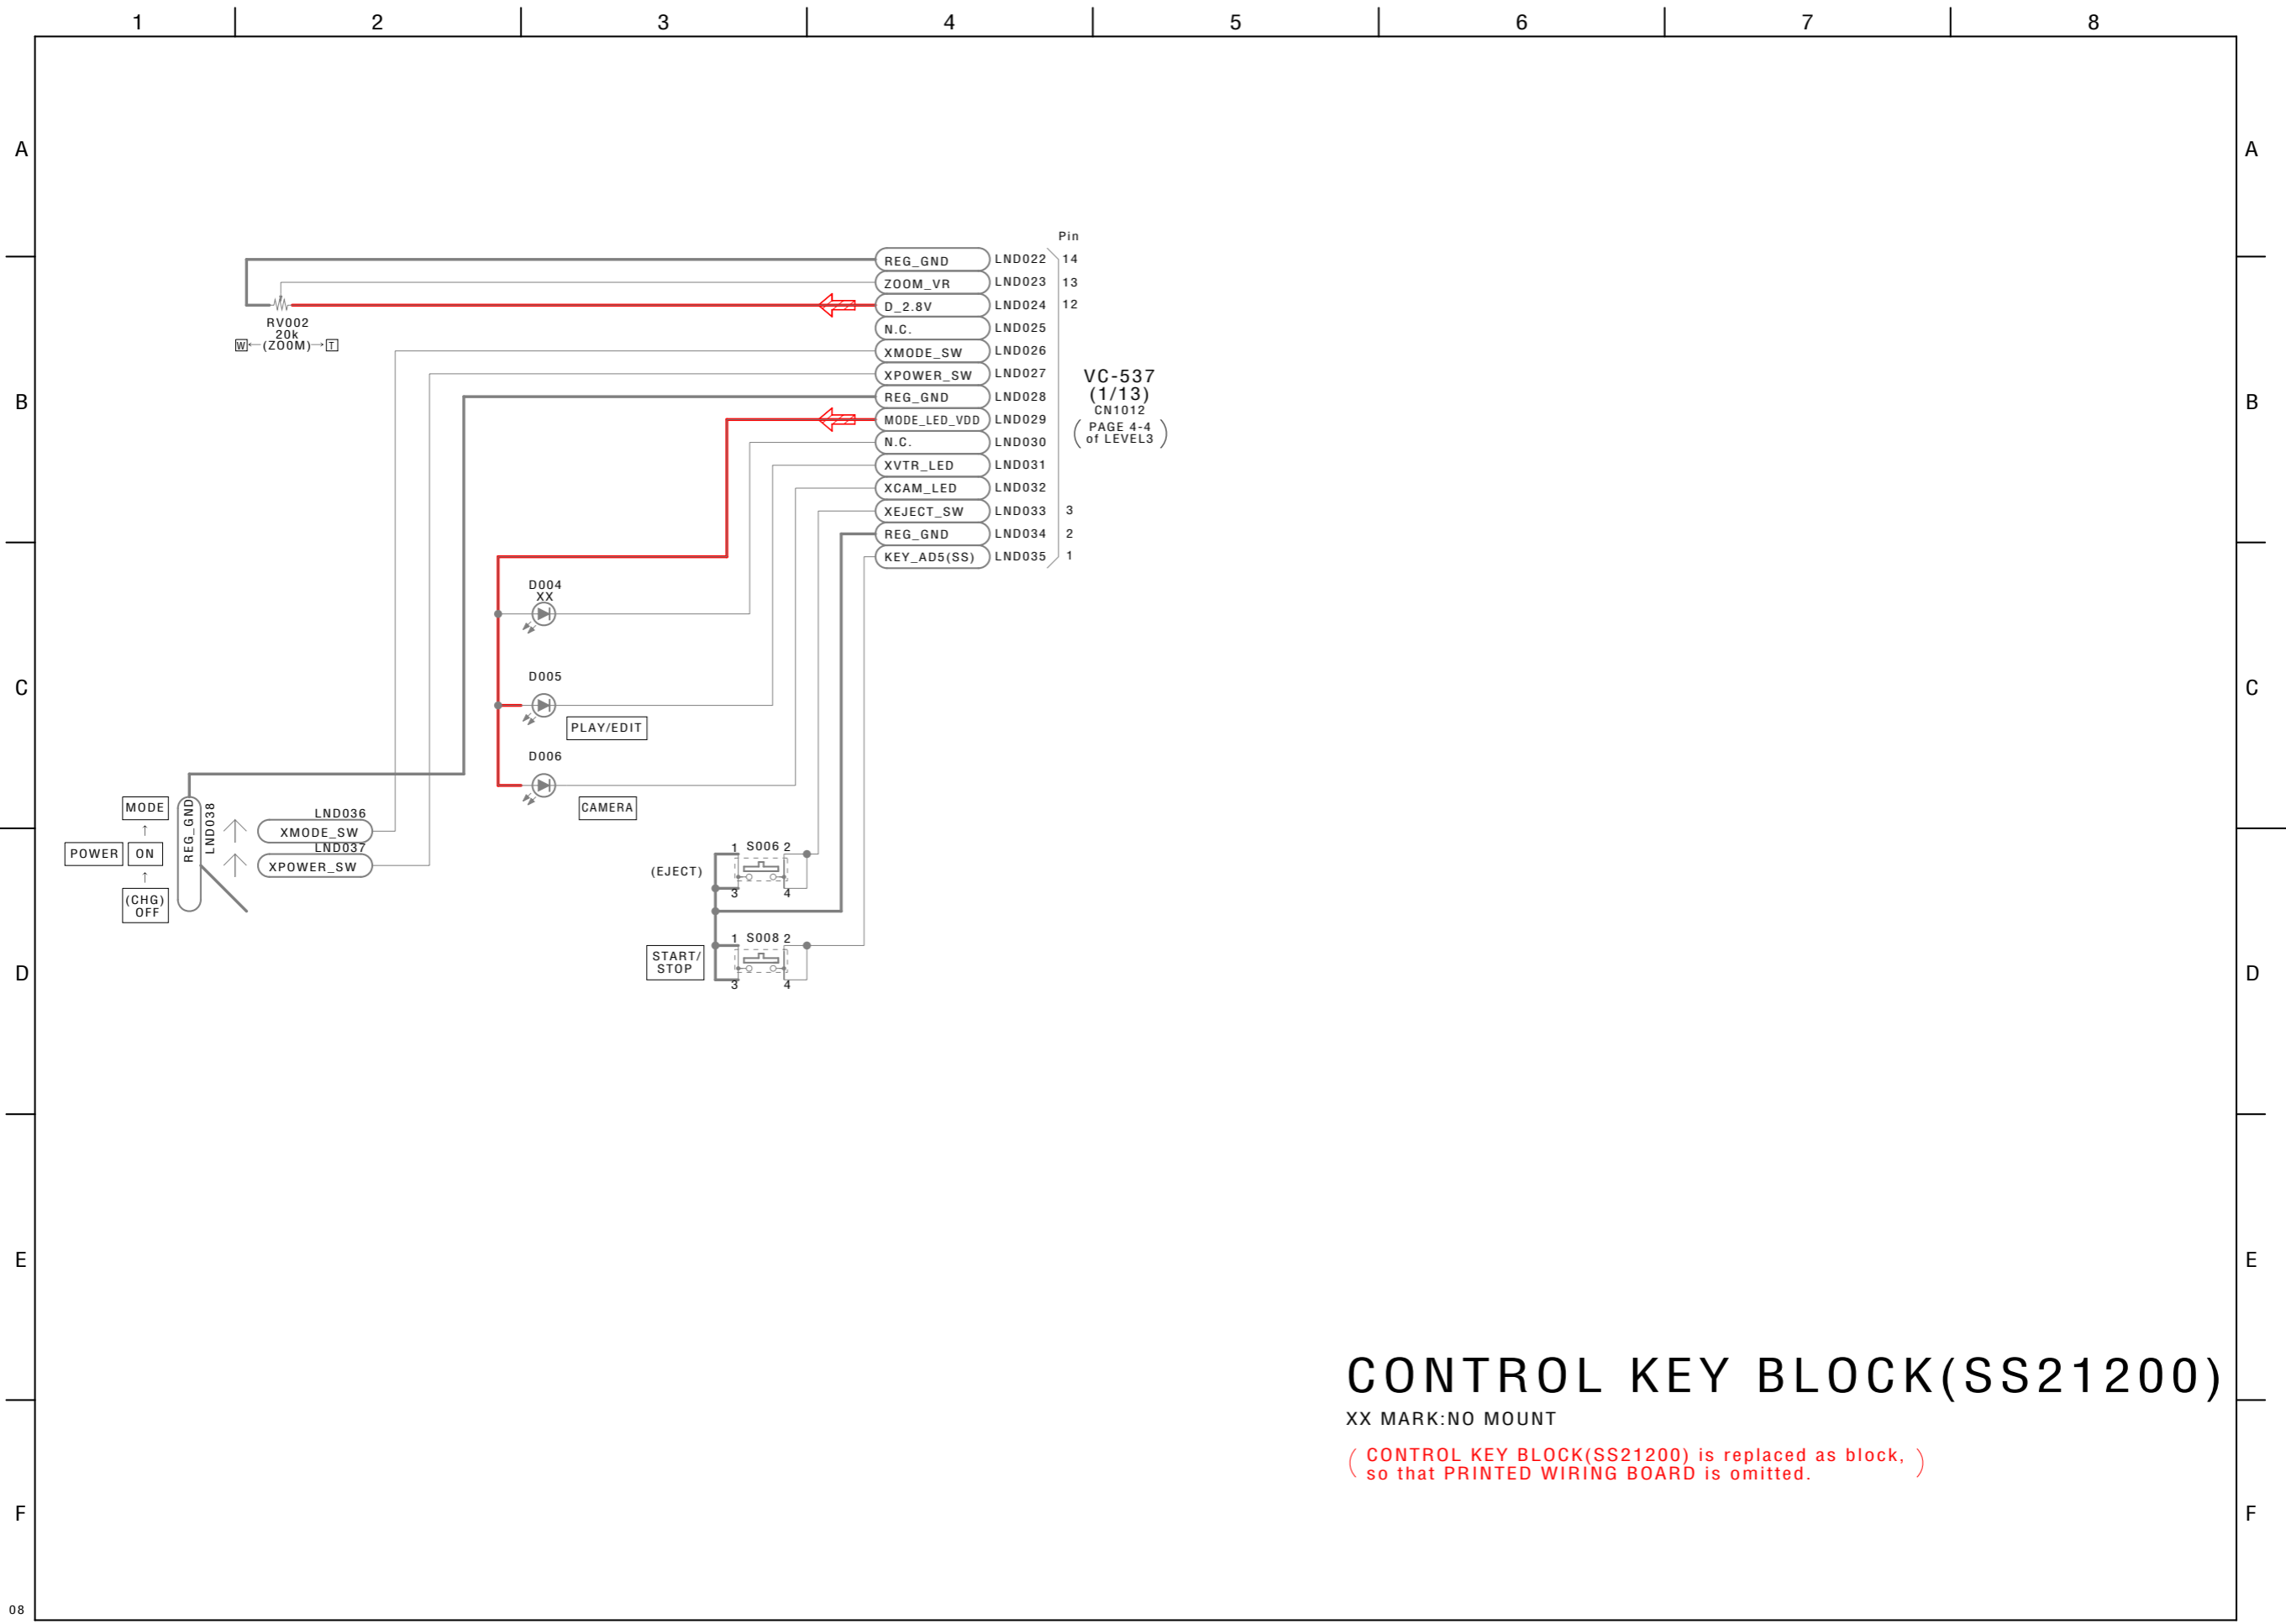 1 2 3 4 5 6 7 8
A A
Pin
REG_GND LND022 14
ZOOM_VR LND023 13
D_2.8V LND024 12
RV002
20k
W ← (ZOOM) → T
N.C. LND025
XMODE_SW LND026
XPOWER_SW LND027
REG_GND LND028
MODE_LED_VDD LND029
N.C. LND030
XVTR_LED LND031
XCAM_LED LND032
XEJECT_SW LND033 3
REG_GND LND034 2
KEY_AD5(SS) LND035 1
VC-537
(1/13)
CN1012
( PAGE 4-4
of LEVEL3 )
B B
D004
XX
D005
PLAY/EDIT
D006
CAMERA
C C
MODE
↑
POWER ON
↑
(CHG)
OFF
REG_GND
LND038
LND036
XMODE_SW
LND037
XPOWER_SW
(EJECT)
1 S006 2
3 4
START/
STOP
1 S008 2
3 4
D D
E E
CONTROL KEY BLOCK(SS21200)
XX MARK:NO MOUNT
( CONTROL KEY BLOCK(SS21200) is replaced as block,
so that PRINTED WIRING BOARD is omitted. )
F F
08